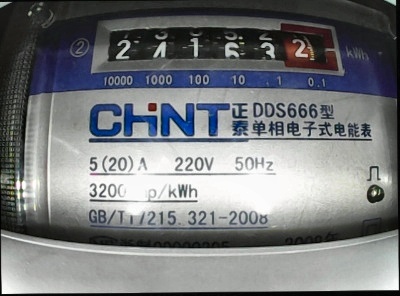 ② 2 4 1 6 3 2 kWh
10000 1000 100 10 . 1 0.1
CHNT 正泰 DDS666型
单相电子式电能表
5(20)A 220V 50Hz
3200 p/kWh
GB/T17215.321-2008